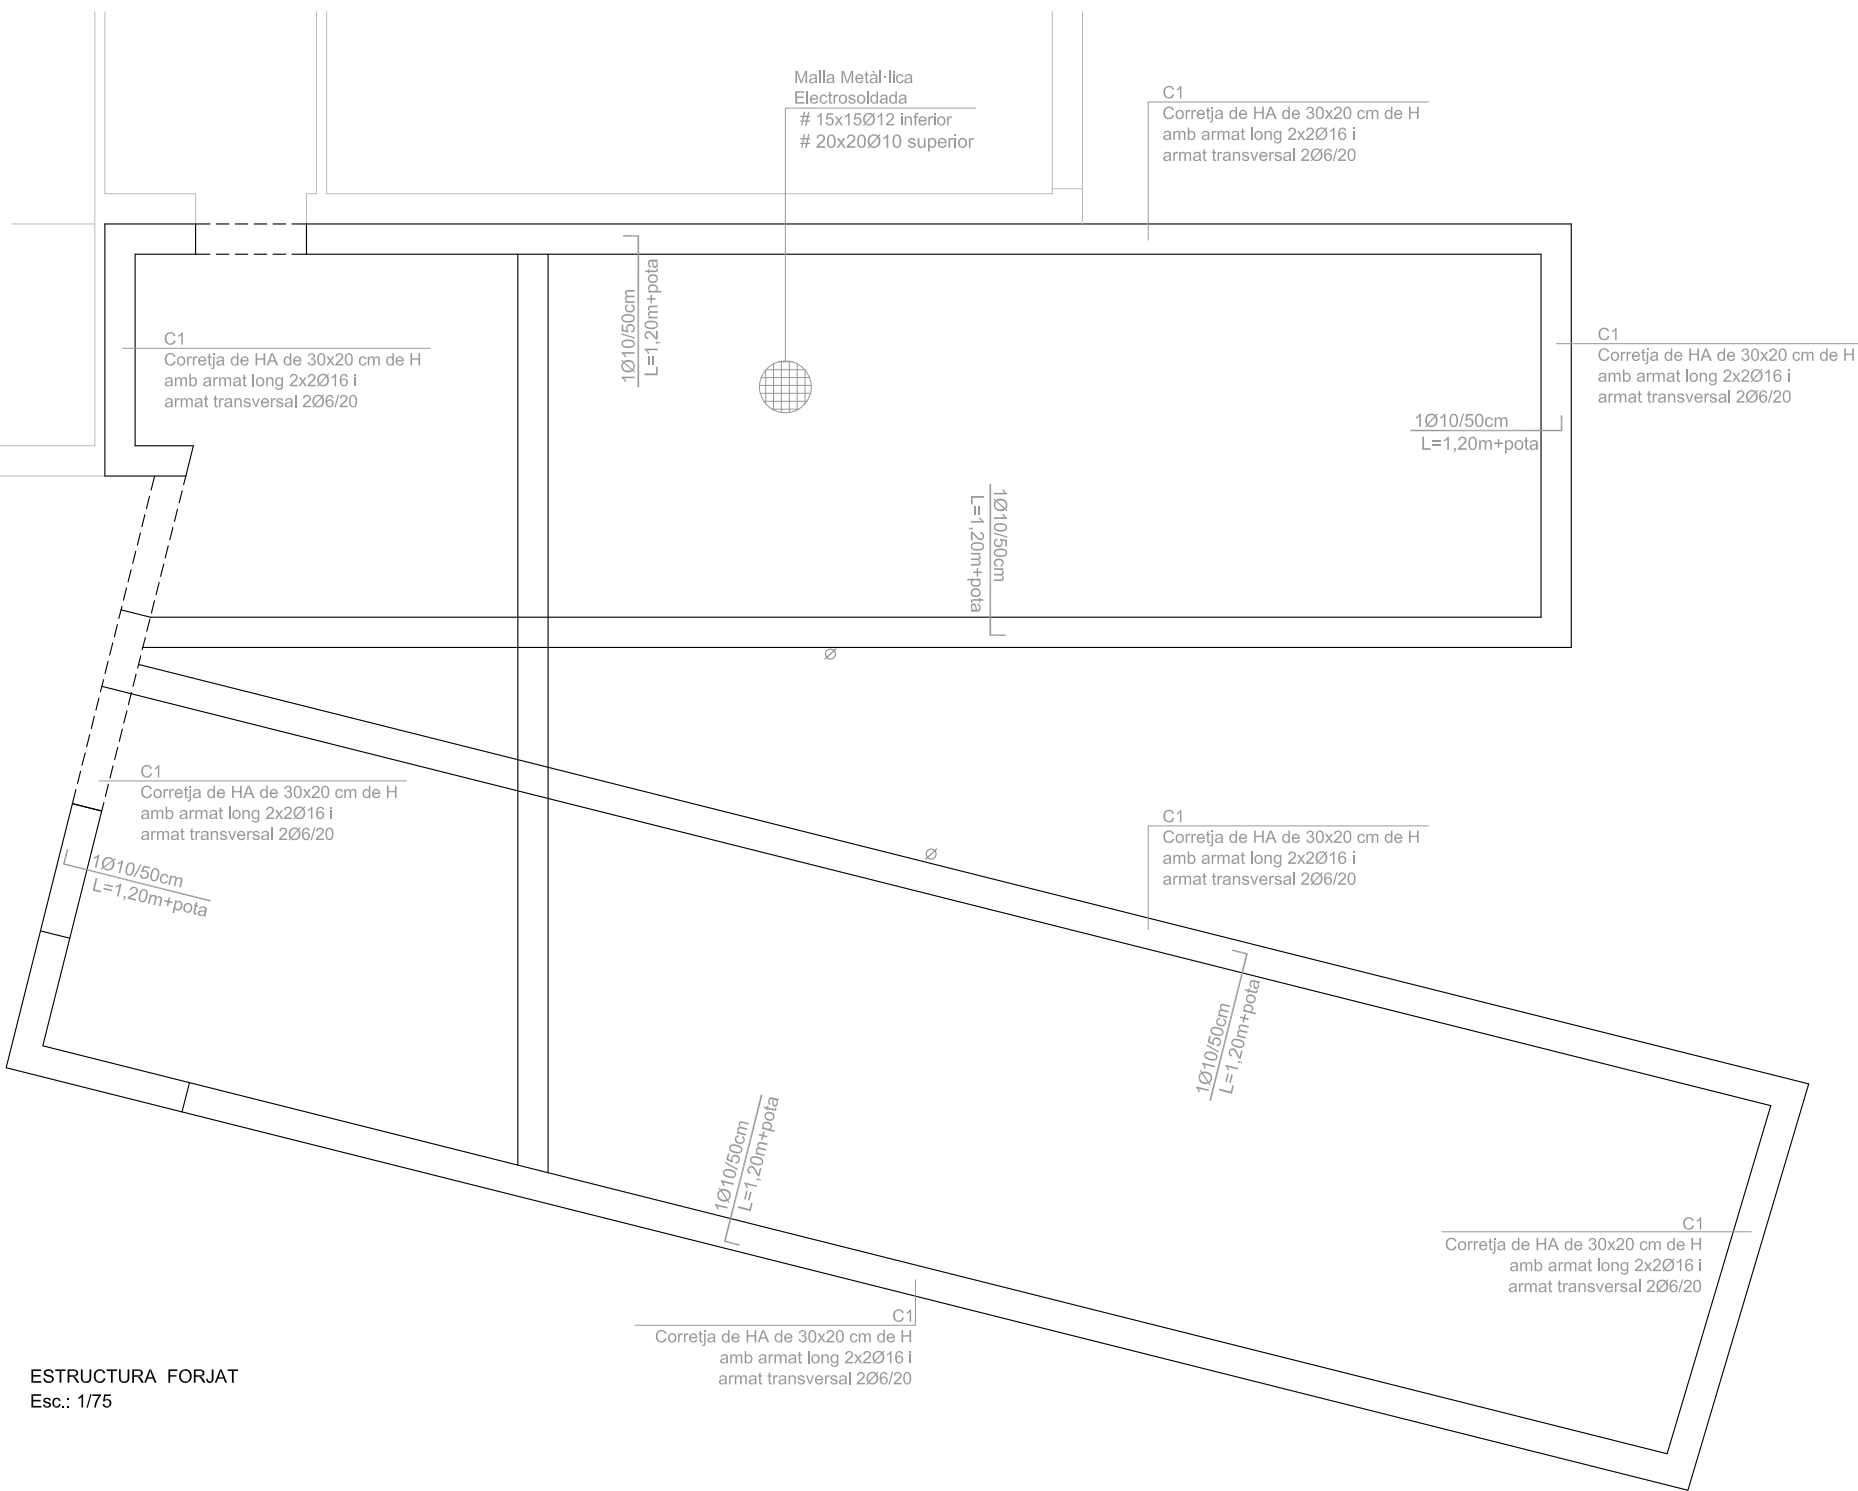 Malla Metàl·lica
Electrosoldada
# 15x15Ø12 inferior
# 20x20Ø10 superior
C1
Corretja de HA de 30x20 cm de H
amb armat long 2x2Ø16 i
armat transversal 2Ø6/20
1Ø10/50cm
L=1,20m+pota
C1
Corretja de HA de 30x20 cm de H
amb armat long 2x2Ø16 i
armat transversal 2Ø6/20
C1
Corretja de HA de 30x20 cm de H
amb armat long 2x2Ø16 i
armat transversal 2Ø6/20
1Ø10/50cm
L=1,20m+pota
1Ø10/50cm
L=1,20m+pota
Ø
C1
Corretja de HA de 30x20 cm de H
amb armat long 2x2Ø16 i
armat transversal 2Ø6/20
1Ø10/50cm
L=1,20m+pota
Ø
C1
Corretja de HA de 30x20 cm de H
amb armat long 2x2Ø16 i
armat transversal 2Ø6/20
1Ø10/50cm
L=1,20m+pota
1Ø10/50cm
L=1,20m+pota
C1
Corretja de HA de 30x20 cm de H
amb armat long 2x2Ø16 i
armat transversal 2Ø6/20
C1
Corretja de HA de 30x20 cm de H
amb armat long 2x2Ø16 i
armat transversal 2Ø6/20
ESTRUCTURA FORJAT
Esc.: 1/75